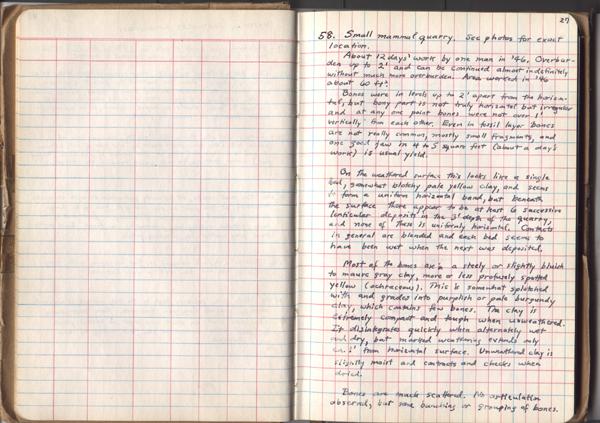 27
58. Small mammal quarry. See photos for exact
location.
About 12 days' work by one man in '46. Overbur-
den up to 2' and can be continued almost indefinitely
without much more overburden. Area worked in '46
about 60 ft².
Bones were in levels up to 2' apart from the horizon-
tal, but bony part is not truly horizontal but irregular
and at any one point bones were not over 1'
vertically from each other. Even in fossil layer bones
are not really common, mostly small fragments, and
one good jaw in 4 to 5 square feet (about a day's
work) is usual yield.
On the weathered surface this looks like a single
bed, somewhat blotchy pale yellow clay, and seems
to form a uniform horizontal band, but beneath
the surface there appear to be at least 6 successive
lenticular deposits in the 3' depth of the quarry,
and none of these is uniformly horizontal. Contacts
in general are blended and each bed seems to
have been wet when the next was deposited.
Most of the bones are in a steely or slightly bluish
to mauve gray clay, more or less profusely spotted
yellow (ochraceous). This is somewhat splotched
with and grades into purplish or pale burgundy
clay, which contains few bones. The clay is
extremely compact and tough when unweathered.
It disintegrates quickly when alternately wet
and dry, but marked weathering extends only
ca. 1' from horizontal surface. Unweathered clay is
slightly moist and contracts and checks when
dried.
Bones are much scattered. No articulation
observed, but some bunching or grouping of bones.